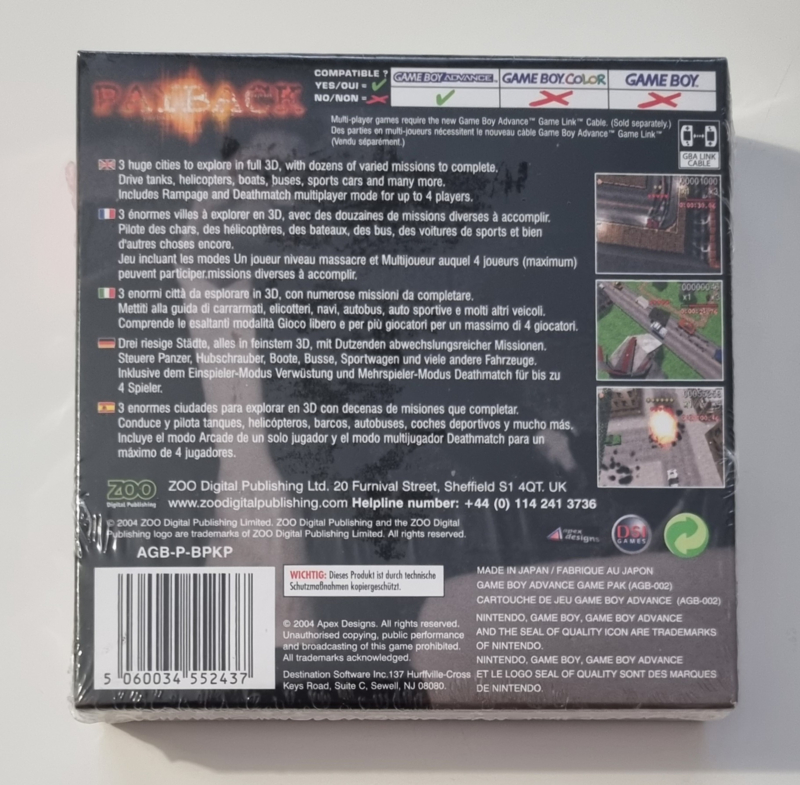 PAYBACK
COMPATIBLE ?
YES/OUI =
NO/NON =
GAME BOY ADVANCE™
GAME BOY COLOR
GAME BOY.
Multi-player games require the new Game Boy Advance™ Game Link™ Cable. (Sold separately.)
Des parties en multi-joueurs nécessitent le nouveau câble Game Boy Advance™ Game Link™
(Vendu séparément.)
GBA LINK
CABLE
3 huge cities to explore in full 3D, with dozens of varied missions to complete.
Drive tanks, helicopters, boats, buses, sports cars and many more.
Includes Rampage and Deathmatch multiplayer mode for up to 4 players.
3 énormes villes à explorer en 3D, avec des douzaines de missions diverses à accomplir.
Pilote des chars, des hélicoptères, des bateaux, des bus, des voitures de sports et bien
d'autres choses encore.
Jeu incluant les modes Un joueur niveau massacre et Multijoueur auquel 4 joueurs (maximum)
peuvent participer.missions diverses à accomplir.
3 enormi città da esplorare in 3D, con numerose missioni da completare.
Mettiti alla guida di carrarmati, elicotteri, navi, autobus, auto sportive e molti altri veicoli.
Comprende le esaltanti modalità Gioco libero e per più giocatori per un massimo di 4 giocatori.
Drei riesige Städte, alles in feinstem 3D, mit Dutzenden abwechslungsreicher Missionen.
Steuere Panzer, Hubschrauber, Boote, Busse, Sportwagen und viele andere Fahrzeuge.
Inklusive dem Einspieler-Modus Verwüstung und Mehrspieler-Modus Deathmatch für bis zu
4 Spieler.
3 enormes ciudades para explorar en 3D con decenas de misiones que completar.
Conduce y pilota tanques, helicópteros, barcos, autobuses, coches deportivos y mucho más.
Incluye el modo Arcade de un solo jugador y el modo multijugador Deathmatch para un
máximo de 4 jugadores.
ZOO
Digital Publishing
ZOO Digital Publishing Ltd. 20 Furnival Street, Sheffield S1 4QT. UK
www.zoodigitalpublishing.com Helpline number: +44 (0) 114 241 3736
© 2004 ZOO Digital Publishing Limited. ZOO Digital Publishing and the ZOO Digital
Publishing logo are trademarks of ZOO Digital Publishing Limited. All rights reserved.
apex
designs
DSI
GAMES
AGB-P-BPKP
5 060034 552437
WICHTIG: Dieses Produkt ist durch technische
Schutzmaßnahmen kopiergeschützt.
© 2004 Apex Designs. All rights reserved.
Unauthorised copying, public performance
and broadcasting of this game prohibited.
All trademarks acknowledged.
Destination Software Inc.137 Hurffville-Cross
Keys Road, Suite C, Sewell, NJ 08080.
MADE IN JAPAN / FABRIQUE AU JAPON
GAME BOY ADVANCE GAME PAK (AGB-002)
CARTOUCHE DE JEU GAME BOY ADVANCE (AGB-002)
NINTENDO, GAME BOY, GAME BOY ADVANCE
AND THE SEAL OF QUALITY ICON ARE TRADEMARKS
OF NINTENDO.
NINTENDO, GAME BOY, GAME BOY ADVANCE
ET LE LOGO SEAL OF QUALITY SONT DES MARQUES
DE NINTENDO.